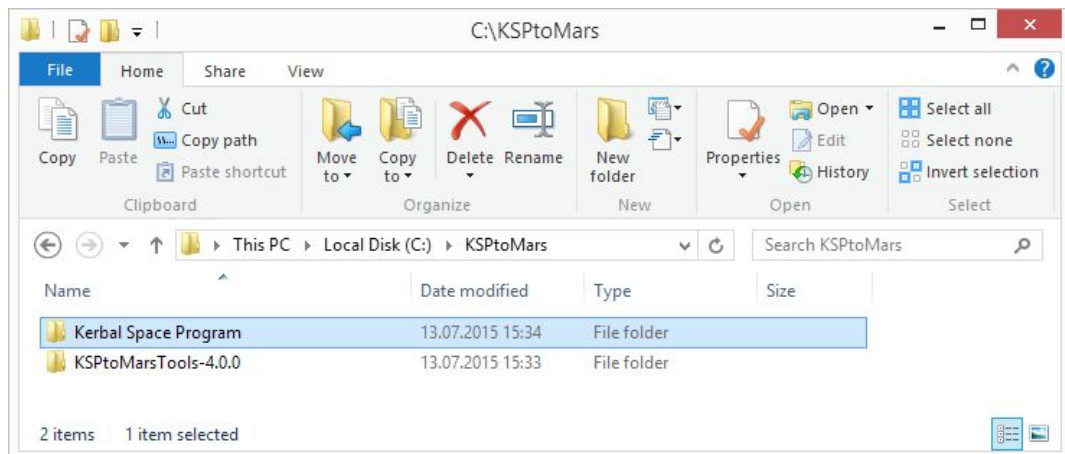 C:\KSPtoMars
File Home Share View
Copy
Paste
Cut
W... Copy path
Paste shortcut
Move to
Copy to
Delete
Rename
New folder
Properties
Open
Edit
History
Select all
Select none
Invert selection
Clipboard Organize New Open Select
This PC Local Disk (C:) KSPtoMars Search KSPtoMars
Name Date modified Type Size
Kerbal Space Program 13.07.2015 15:34 File folder
KSPtoMarsTools-4.0.0 13.07.2015 15:33 File folder
2 items 1 item selected